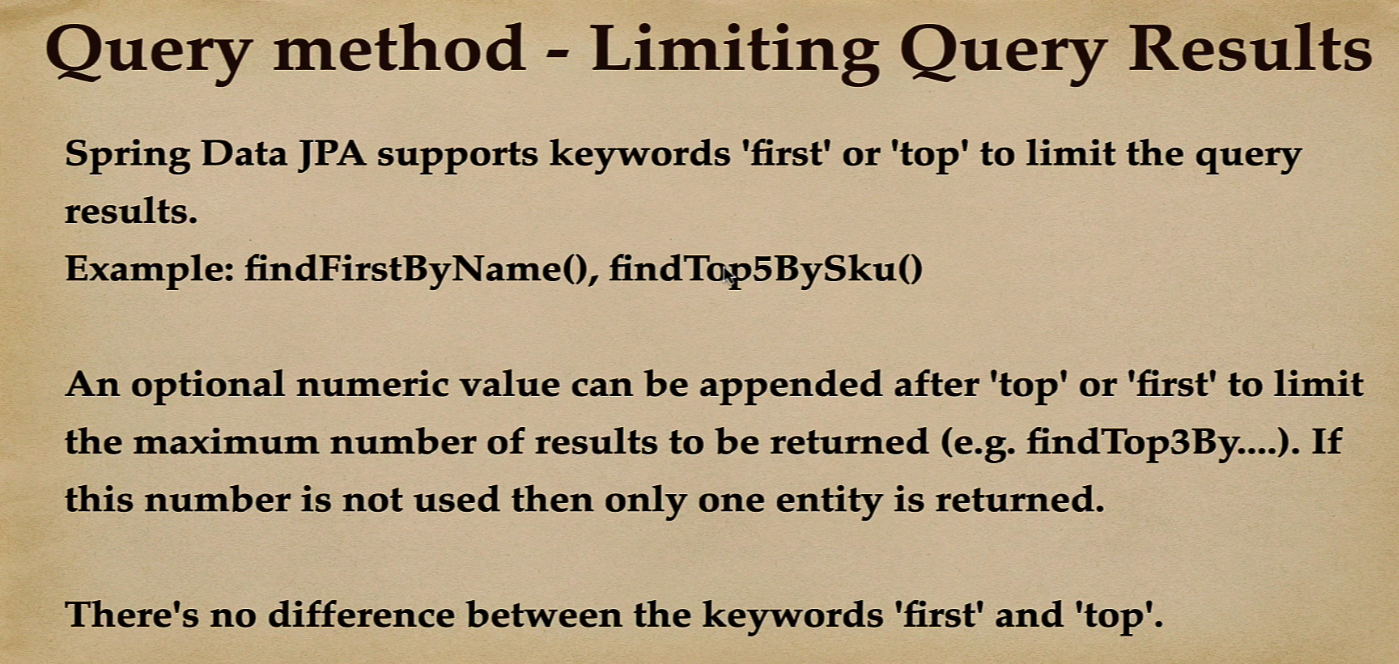 Query method - Limiting Query Results
Spring Data JPA supports keywords 'first' or 'top' to limit the query
results.
Example: findFirstByName(), findTop5BySku()
An optional numeric value can be appended after 'top' or 'first' to limit
the maximum number of results to be returned (e.g. findTop3By....). If
this number is not used then only one entity is returned.
There's no difference between the keywords 'first' and 'top'.